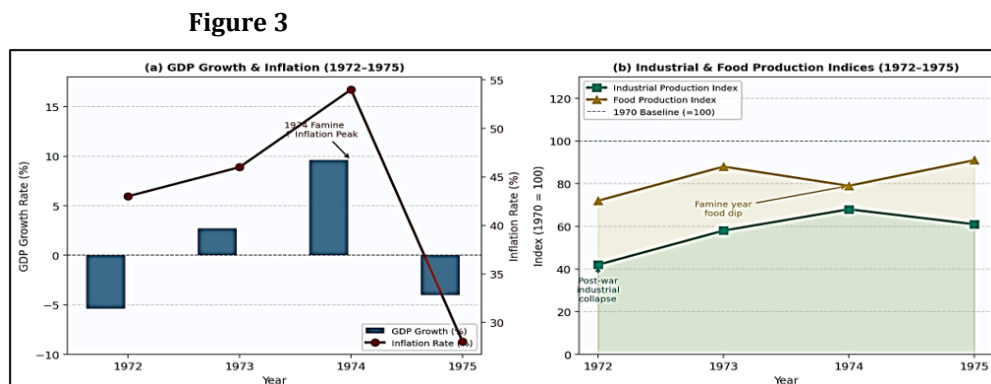 Figure 3
(a) GDP Growth & Inflation (1972–1975)
GDP Growth Rate (%)
15
10
5
0
−5
−10
1974 Famine
Inflation Peak
55
50
45
40
35
30
Inflation Rate (%)
GDP Growth (%)
Inflation Rate (%)
1972
1973
1974
1975
Year
(b) Industrial & Food Production Indices (1972–1975)
Industrial Production Index
Food Production Index
1970 Baseline (=100)
Index (1970 = 100)
120
100
80
60
40
20
0
Famine year
food dip
Post-war
industrial
collapse
1972
1973
1974
1975
Year